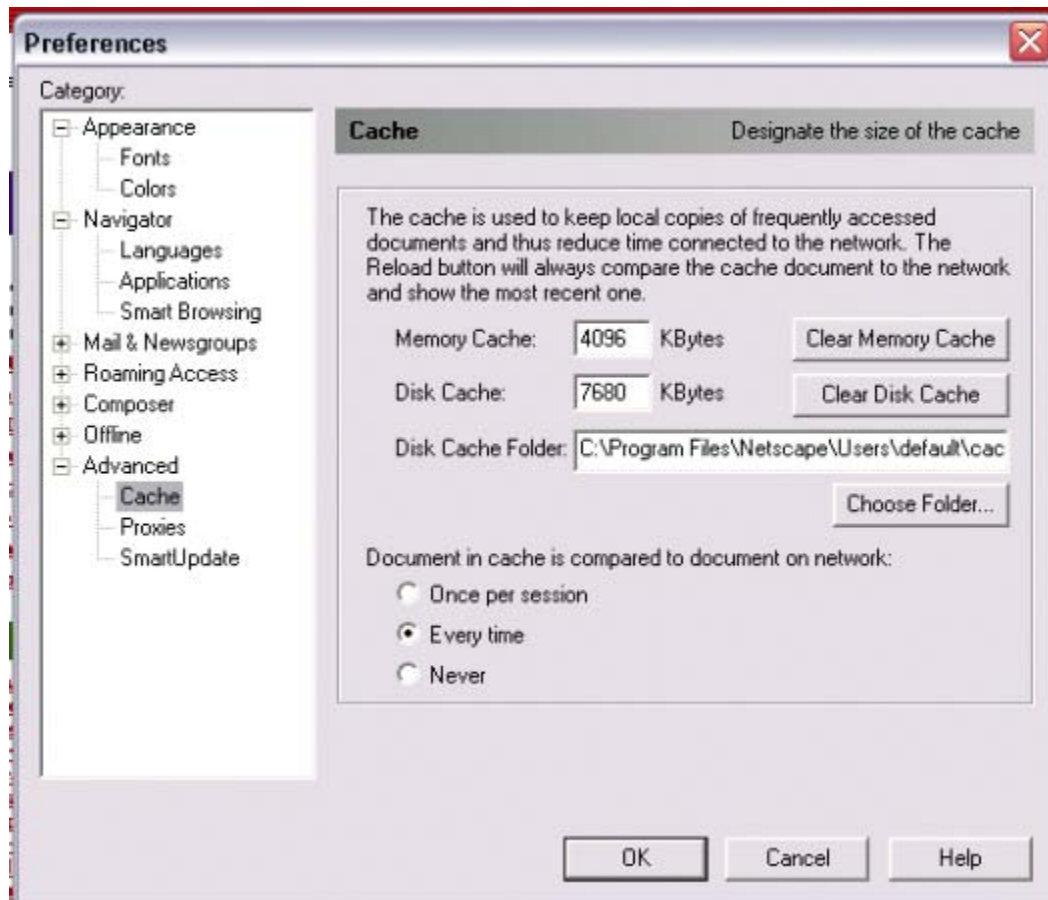 Preferences
Category:
Appearance
Fonts
Colors
Navigator
Languages
Applications
Smart Browsing
Mail & Newsgroups
Roaming Access
Composer
Offline
Advanced
Cache
Proxies
SmartUpdate
Cache Designate the size of the cache
The cache is used to keep local copies of frequently accessed
documents and thus reduce time connected to the network. The
Reload button will always compare the cache document to the network
and show the most recent one.
Memory Cache: 4096 KBytes Clear Memory Cache
Disk Cache: 7680 KBytes Clear Disk Cache
Disk Cache Folder: C:\Program Files\Netscape\Users\default\cac
Choose Folder...
Document in cache is compared to document on network:
Once per session
Every time
Never
OK Cancel Help